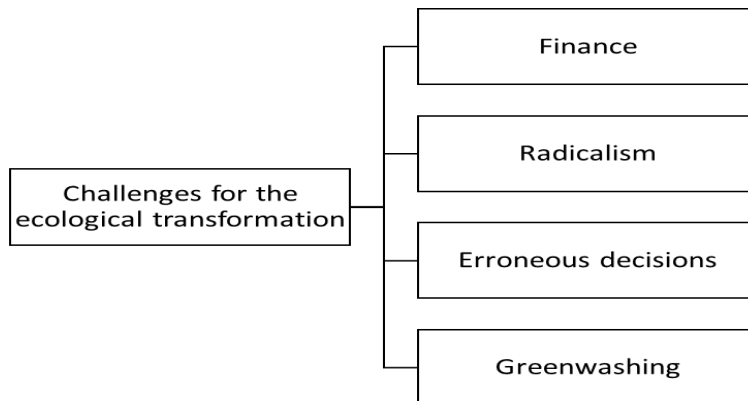 Challenges for the
ecological transformation
Finance
Radicalism
Erroneous decisions
Greenwashing